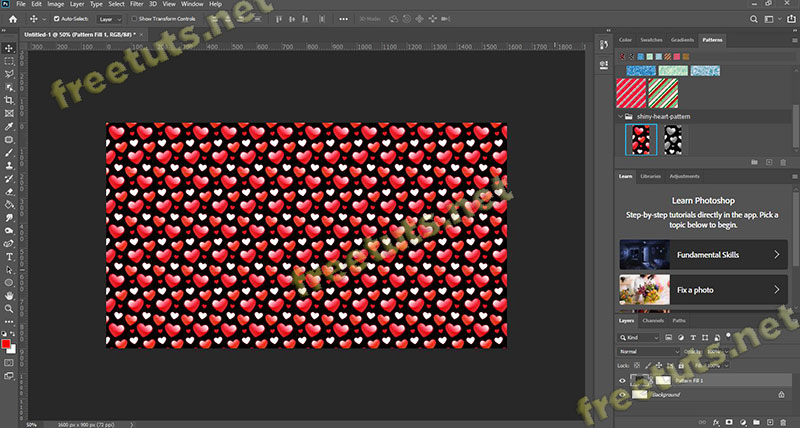 File Edit Image Layer Type Select Filter 3D View Window Help
Auto-Select: Layer Show Transform Controls 3D Mode:
Untitled-1 @ 50% (Pattern Fill 1, RGB/8#) *
Color Swatches Gradients Patterns
shiny-heart-pattern
Learn Libraries Adjustments
Learn Photoshop
Step-by-step tutorials directly in the app. Pick a
topic below to begin.
Fundamental Skills
Fix a photo
Layers Channels Paths
Kind
Normal Opacity: 100%
Lock: Fill: 100%
Pattern Fill 1
Background
50% 1600 px x 900 px (72 ppi)
freetuts.net
freetuts.net
freetuts.net